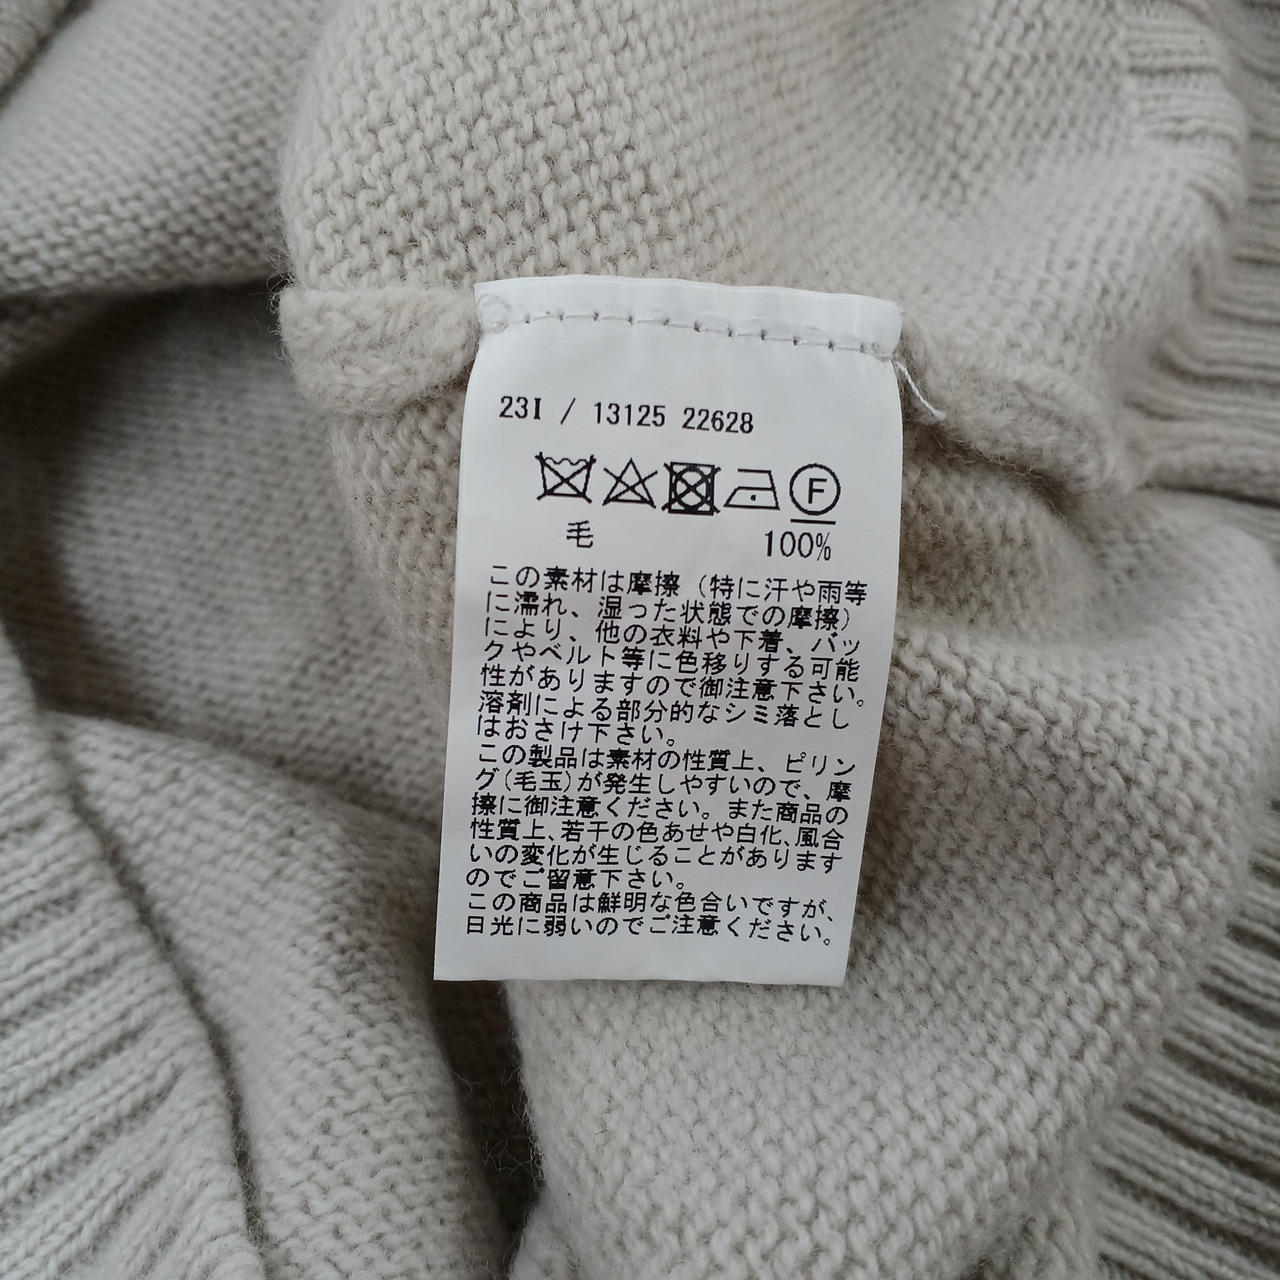 23I / 13125 22628
F
毛 100%
この素材は摩擦（特に汗や雨等
に濡れ、湿った状態での摩擦）
により、他の衣料や下着、バッ
クやベルト等に色移りする可能
性がありますので御注意下さい。
溶剤による部分的なシミ落とし
はおさけ下さい。
この製品は素材の性質上、ピリン
グ(毛玉)が発生しやすいので、摩
擦に御注意ください。また商品の
性質上、若干の色あせや白化、風合
いの変化が生じることがあります
のでご留意下さい。
この商品は鮮明な色合いですが、
日光に弱いのでご注意ください。